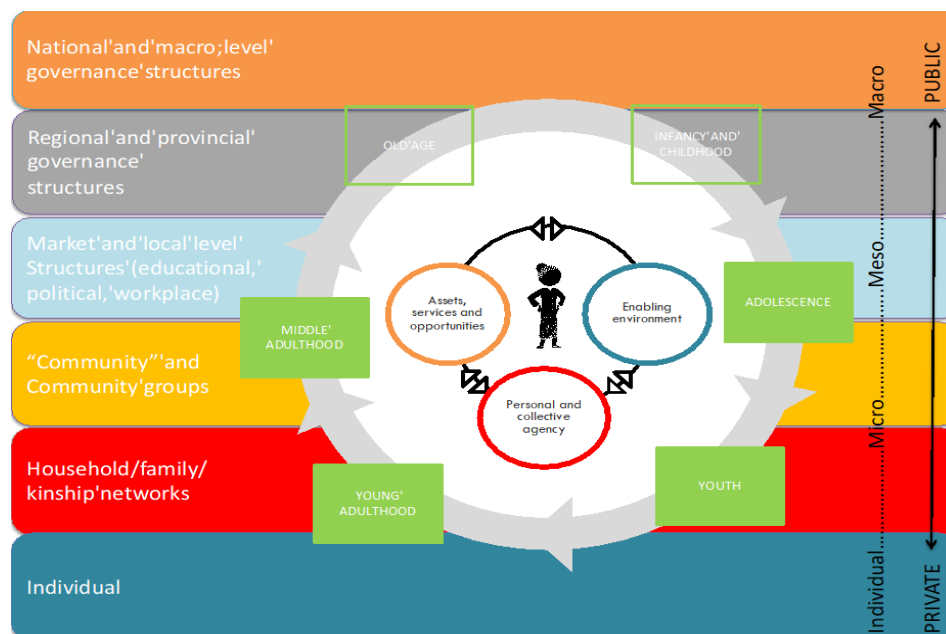 National'and'macro;level'
governance'structures
Regional'and'provincial'
governance'
structures
Market'and'local'level'
Structures'(educational,'
political,'workplace)
“Community”'and
Community'groups
Household/family/
kinship'networks
Individual
OLD'AGE
INFANCY'AND'
CHILDHOOD
ADOLESCENCE
YOUTH
YOUNG'
ADULTHOOD
MIDDLE'
ADULTHOOD
Assets,
services and
opportunities
Enabling
environment
Personal and
collective
agency
Individual..........Micro..............Meso..............Macro
PRIVATE
PUBLIC